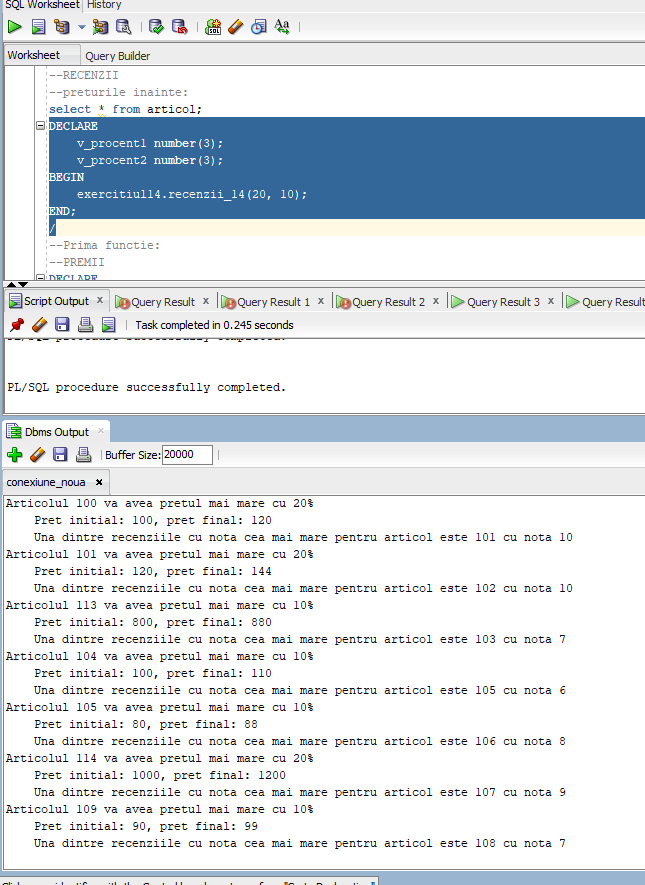 SQL Worksheet History
Worksheet Query Builder
--RECENZII
--preturile inainte:
select * from articol;
DECLARE
v_procent1 number(3);
v_procent2 number(3);
BEGIN
exercitiul14.recenzii_14(20, 10);
END;
/
--Prima functie:
--PREMII
DECLARE
Script Output x Query Result x Query Result 1 x Query Result 2 x Query Result 3 x Query Result
Task completed in 0.245 seconds
PL/SQL procedure successfully completed.
PL/SQL procedure successfully completed.
Dbms Output x
Buffer Size: 20000
conexiune_noua x
Articolul 100 va avea pretul mai mare cu 20%
Pret initial: 100, pret final: 120
Una dintre recenziile cu nota cea mai mare pentru articol este 101 cu nota 10
Articolul 101 va avea pretul mai mare cu 20%
Pret initial: 120, pret final: 144
Una dintre recenziile cu nota cea mai mare pentru articol este 102 cu nota 10
Articolul 113 va avea pretul mai mare cu 10%
Pret initial: 800, pret final: 880
Una dintre recenziile cu nota cea mai mare pentru articol este 103 cu nota 7
Articolul 104 va avea pretul mai mare cu 10%
Pret initial: 100, pret final: 110
Una dintre recenziile cu nota cea mai mare pentru articol este 105 cu nota 6
Articolul 105 va avea pretul mai mare cu 10%
Pret initial: 80, pret final: 88
Una dintre recenziile cu nota cea mai mare pentru articol este 106 cu nota 8
Articolul 114 va avea pretul mai mare cu 20%
Pret initial: 1000, pret final: 1200
Una dintre recenziile cu nota cea mai mare pentru articol este 107 cu nota 9
Articolul 109 va avea pretul mai mare cu 10%
Pret initial: 90, pret final: 99
Una dintre recenziile cu nota cea mai mare pentru articol este 108 cu nota 7